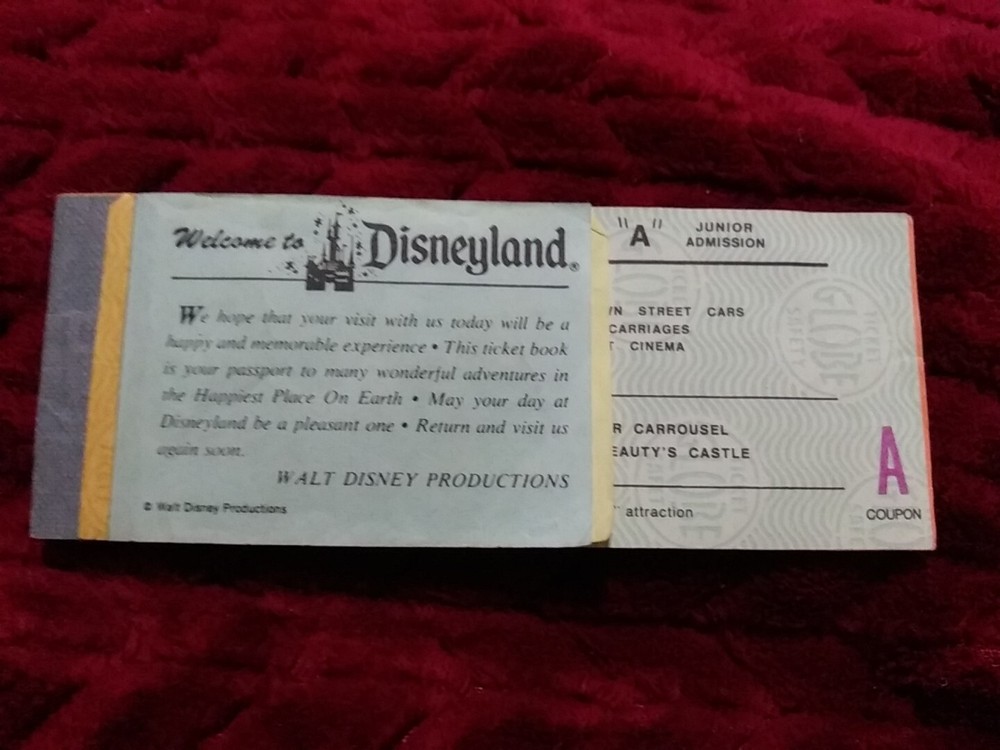 Welcome to Disneyland®
We hope that your visit with us today will be a
happy and memorable experience • This ticket book
is your passport to many wonderful adventures in
the Happiest Place On Earth • May your day at
Disneyland be a pleasant one • Return and visit us
again soon.
WALT DISNEY PRODUCTIONS
© Walt Disney Productions
"A" JUNIOR
ADMISSION
N STREET CARS
CARRIAGES
T CINEMA
R CARROUSEL
EAUTY'S CASTLE
" attraction
A
COUPON
GLOBE
TICKET